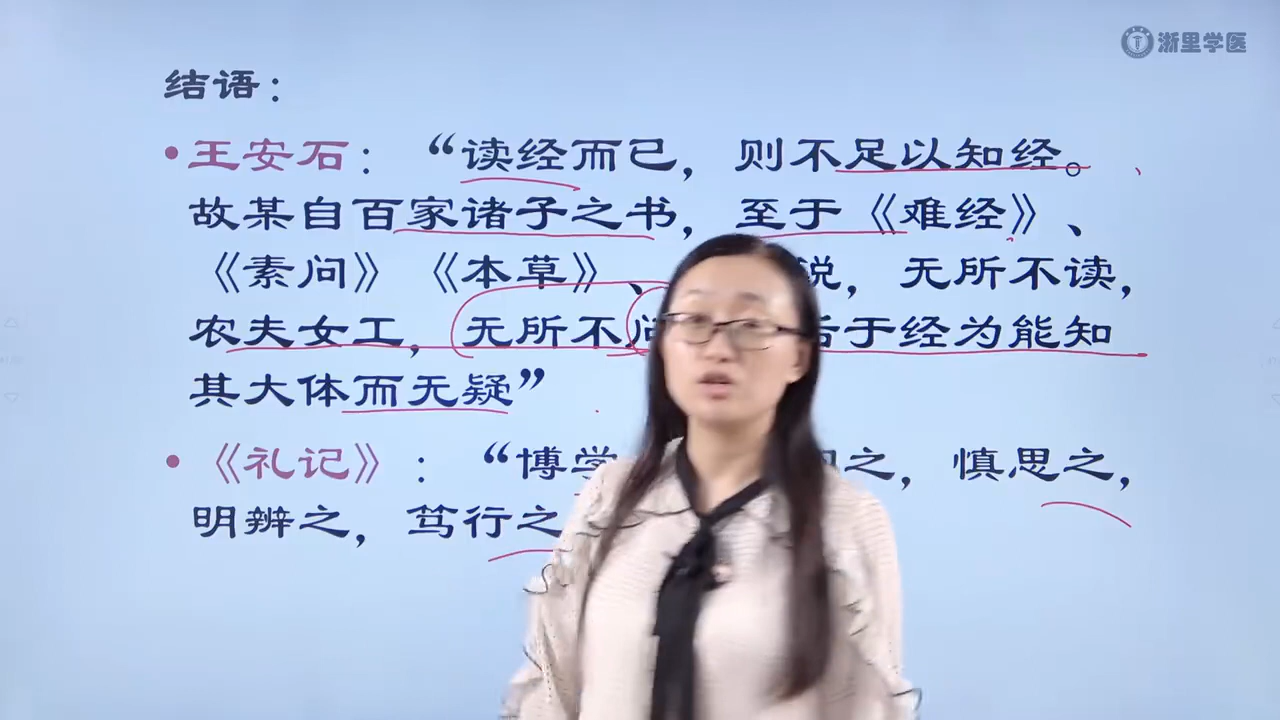 浙里学医
结语：
•王安石：“读经而已，则不足以知经。
故某自百家诸子之书，至于《难经》、
《素问》《本草》、说，无所不读，
农夫女工，无所不于经为能知
其大体而无疑”
•《礼记》：“博学之，慎思之，
明辨之，笃行之